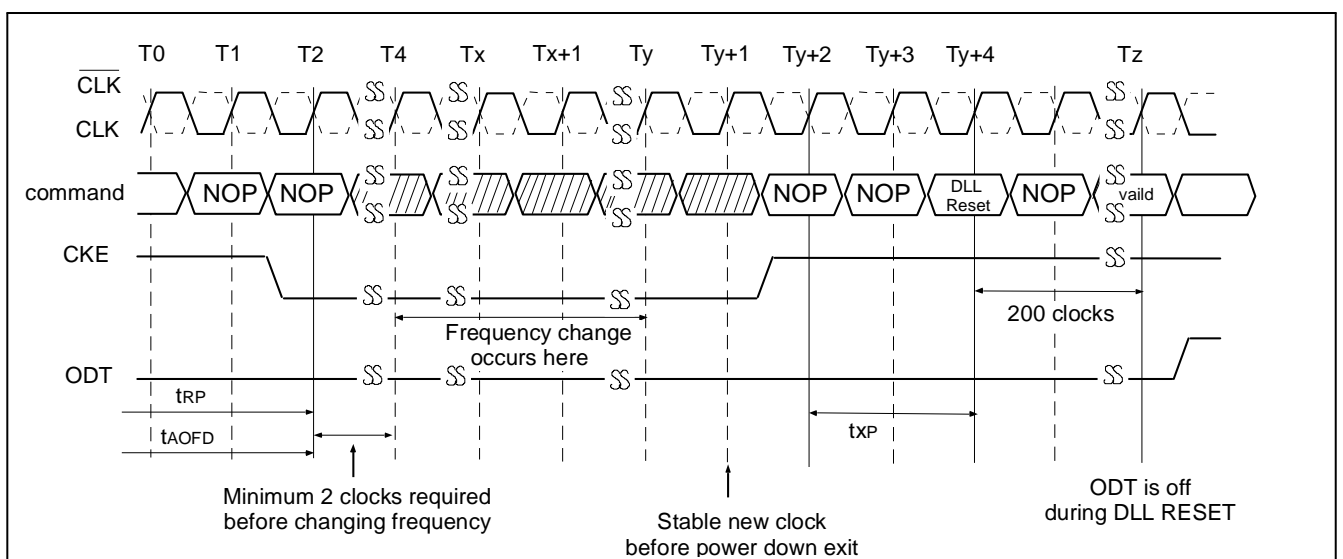 T0 T1 T2 T4 Tx Tx+1 Ty Ty+1 Ty+2 Ty+3 Ty+4 Tz
CLK
CLK
command NOP NOP NOP NOP DLL Reset NOP vaild
CKE
200 clocks
Frequency change
occurs here
ODT
tRP
tXP
tAOFD
Minimum 2 clocks required
before changing frequency
Stable new clock
before power down exit
ODT is off
during DLL RESET